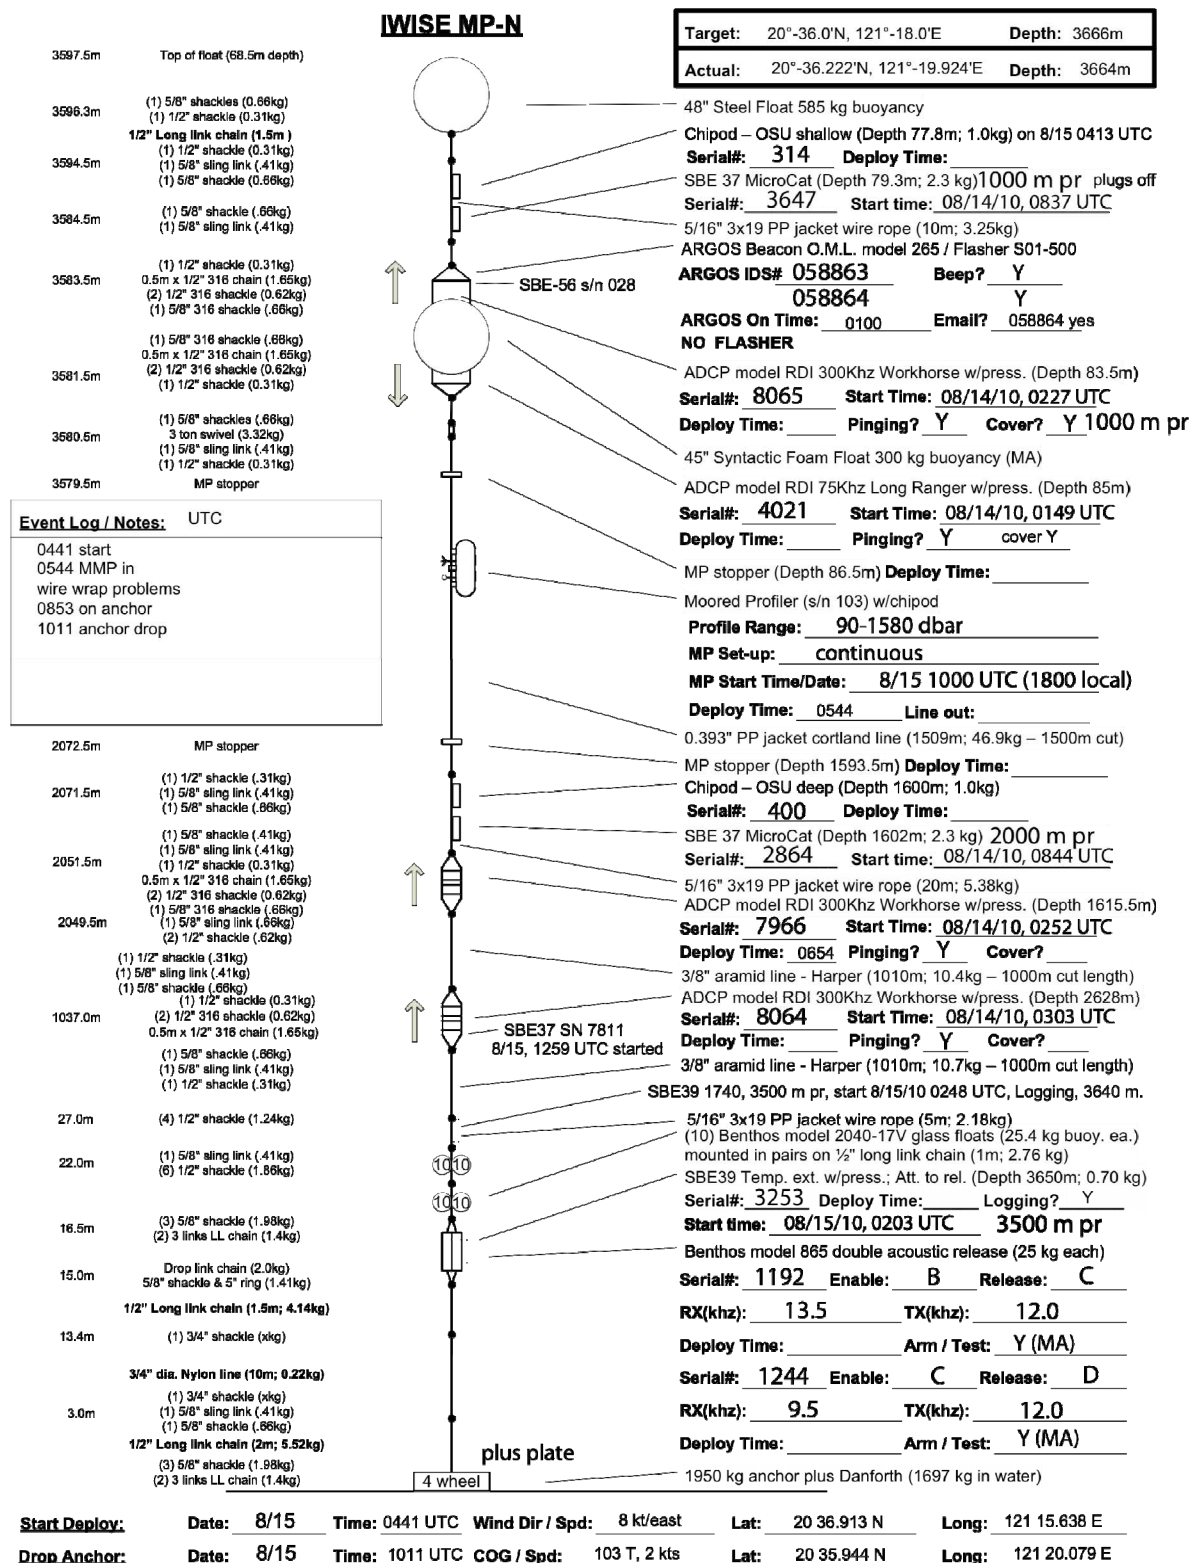 IWISE MP-N
Target: 20°-36.0'N, 121°-18.0'E Depth: 3666m
Actual: 20°-36.222'N, 121°-19.924'E Depth: 3664m
3597.5m Top of float (68.5m depth)
3596.3m (1) 5/8" shackles (0.66kg)
(1) 1/2" shackle (0.31kg)
1/2" Long link chain (1.5m )
(1) 1/2" shackle (0.31kg)
3594.5m (1) 5/8" sling link (.41kg)
(1) 5/8" shackle (0.66kg)
3584.5m (1) 5/8" shackle (.66kg)
(1) 5/8" sling link (.41kg)
(1) 1/2" shackle (0.31kg)
3583.5m 0.5m x 1/2" 316 chain (1.65kg)
(2) 1/2" 316 shackle (0.62kg)
(1) 5/8" 316 shackle (.66kg)
(1) 5/8" 316 shackle (.66kg)
0.5m x 1/2" 316 chain (1.65kg)
3581.5m (2) 1/2" 316 shackle (0.62kg)
(1) 1/2" shackle (0.31kg)
(1) 5/8" shackles (.66kg)
3580.5m 3 ton swivel (3.32kg)
(1) 5/8" sling link (.41kg)
(1) 1/2" shackle (0.31kg)
3579.5m MP stopper
Event Log / Notes: UTC
0441 start
0544 MMP in
wire wrap problems
0853 on anchor
1011 anchor drop
2072.5m MP stopper
(1) 1/2" shackle (.31kg)
2071.5m (1) 5/8" sling link (.41kg)
(1) 5/8" shackle (.66kg)
(1) 5/8" shackle (.41kg)
(1) 5/8" sling link (.41kg)
2051.5m (1) 1/2" shackle (0.31kg)
0.5m x 1/2" 316 chain (1.65kg)
(2) 1/2" 316 shackle (0.62kg)
(1) 5/8" 316 shackle (.66kg)
2049.5m (1) 5/8" sling link (.66kg)
(2) 1/2" shackle (.62kg)
(1) 1/2" shackle (.31kg)
(1) 5/8" sling link (.41kg)
(1) 5/8" shackle (.66kg)
(1) 1/2" shackle (0.31kg)
1037.0m (2) 1/2" 316 shackle (0.62kg)
0.5m x 1/2" 316 chain (1.65kg)
(1) 5/8" shackle (.66kg)
(1) 5/8" sling link (.41kg)
(1) 1/2" shackle (.31kg)
27.0m (4) 1/2" shackle (1.24kg)
22.0m (1) 5/8" sling link (.41kg)
(6) 1/2" shackle (1.86kg)
16.5m (3) 5/8" shackle (1.98kg)
(2) 3 links LL chain (1.4kg)
15.0m Drop link chain (2.0kg)
5/8" shackle & 5" ring (1.41kg)
1/2" Long link chain (1.5m; 4.14kg)
13.4m (1) 3/4" shackle (xkg)
3/4" dia. Nylon line (10m; 0.22kg)
(1) 3/4" shackle (xkg)
3.0m (1) 5/8" sling link (.41kg)
(1) 5/8" shackle (.66kg)
1/2" Long link chain (2m; 5.52kg)
(3) 5/8" shackle (1.98kg)
(2) 3 links LL chain (1.4kg)
SBE-56 s/n 028
SBE37 SN 7811
8/15, 1259 UTC started
1010
1010
plus plate
4 wheel
48" Steel Float 585 kg buoyancy
Chipod – OSU shallow (Depth 77.8m; 1.0kg) on 8/15 0413 UTC
Serial#: 314 Deploy Time:
SBE 37 MicroCat (Depth 79.3m; 2.3 kg)1000 m pr plugs off
Serial#: 3647 Start time: 08/14/10, 0837 UTC
5/16" 3x19 PP jacket wire rope (10m; 3.25kg)
ARGOS Beacon O.M.L. model 265 / Flasher S01-500
ARGOS IDS# 058863 Beep? Y
058864 Y
ARGOS On Time: 0100 Email? 058864 yes
NO FLASHER
ADCP model RDI 300Khz Workhorse w/press. (Depth 83.5m)
Serial#: 8065 Start Time: 08/14/10, 0227 UTC
Deploy Time: Pinging? Y Cover? Y 1000 m pr
45" Syntactic Foam Float 300 kg buoyancy (MA)
ADCP model RDI 75Khz Long Ranger w/press. (Depth 85m)
Serial#: 4021 Start Time: 08/14/10, 0149 UTC
Deploy Time: Pinging? Y cover Y
MP stopper (Depth 86.5m) Deploy Time:
Moored Profiler (s/n 103) w/chipod
Profile Range: 90-1580 dbar
MP Set-up: continuous
MP Start Time/Date: 8/15 1000 UTC (1800 local)
Deploy Time: 0544 Line out:
0.393" PP jacket cortland line (1509m; 46.9kg – 1500m cut)
MP stopper (Depth 1593.5m) Deploy Time:
Chipod – OSU deep (Depth 1600m; 1.0kg)
Serial#: 400 Deploy Time:
SBE 37 MicroCat (Depth 1602m; 2.3 kg) 2000 m pr
Serial#: 2864 Start time: 08/14/10, 0844 UTC
5/16" 3x19 PP jacket wire rope (20m; 5.38kg)
ADCP model RDI 300Khz Workhorse w/press. (Depth 1615.5m)
Serial#: 7966 Start Time: 08/14/10, 0252 UTC
Deploy Time: 0654 Pinging? Y Cover?
3/8" aramid line - Harper (1010m; 10.4kg – 1000m cut length)
ADCP model RDI 300Khz Workhorse w/press. (Depth 2628m)
Serial#: 8064 Start Time: 08/14/10, 0303 UTC
Deploy Time: Pinging? Y Cover?
3/8" aramid line - Harper (1010m; 10.7kg – 1000m cut length)
SBE39 1740, 3500 m pr, start 8/15/10 0248 UTC, Logging, 3640 m.
5/16" 3x19 PP jacket wire rope (5m; 2.18kg)
(10) Benthos model 2040-17V glass floats (25.4 kg buoy. ea.)
mounted in pairs on ½" long link chain (1m; 2.76 kg)
SBE39 Temp. ext. w/press.; Att. to rel. (Depth 3650m; 0.70 kg)
Serial#: 3253 Deploy Time: Logging? Y
Start time: 08/15/10, 0203 UTC 3500 m pr
Benthos model 865 double acoustic release (25 kg each)
Serial#: 1192 Enable: B Release: C
RX(khz): 13.5 TX(khz): 12.0
Deploy Time: Arm / Test: Y (MA)
Serial#: 1244 Enable: C Release: D
RX(khz): 9.5 TX(khz): 12.0
Deploy Time: Arm / Test: Y (MA)
1950 kg anchor plus Danforth (1697 kg in water)
Start Deploy: Date: 8/15 Time: 0441 UTC Wind Dir / Spd: 8 kt/east Lat: 20 36.913 N Long: 121 15.638 E
Drop Anchor: Date: 8/15 Time: 1011 UTC COG / Spd: 103 T, 2 kts Lat: 20 35.944 N Long: 121 20.079 E